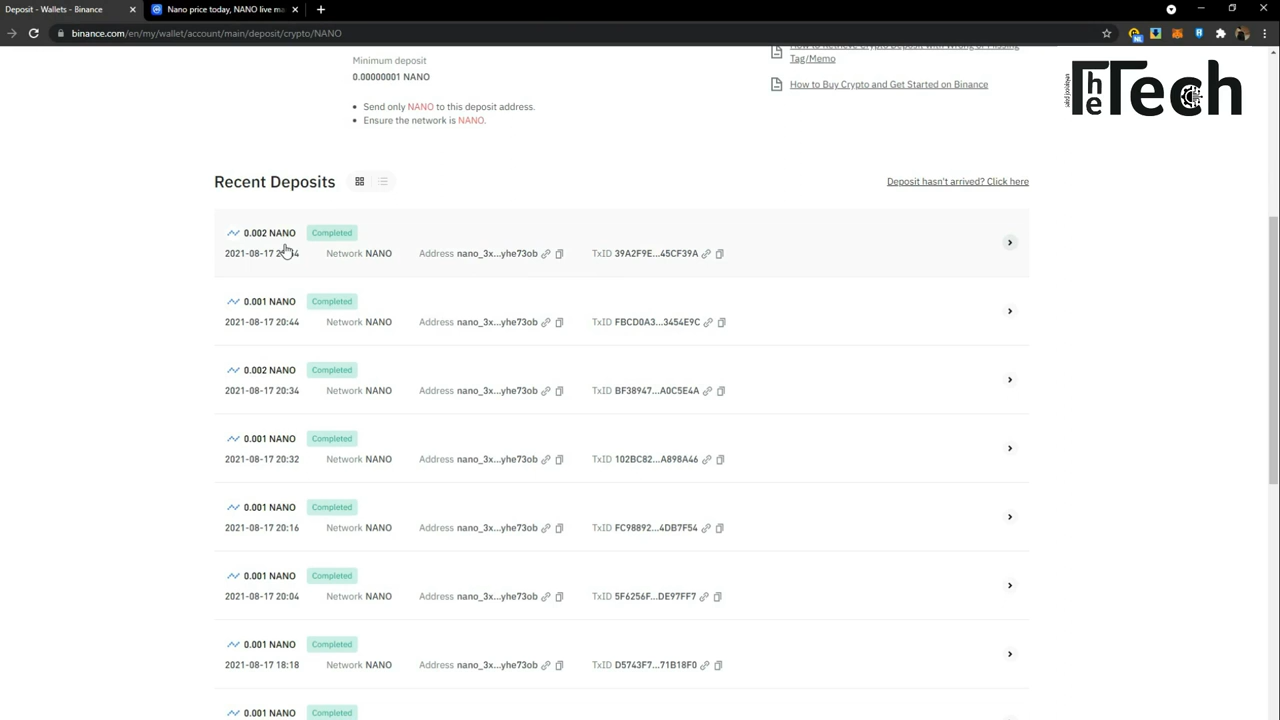 Deposit - Wallets - Binance
Nano price today, NANO live ma
binance.com/en/my/wallet/account/main/deposit/crypto/NANO
Minimum deposit
0.00000001 NANO
Send only NANO to this deposit address.
Ensure the network is NANO.
Tag/Memo
How to Buy Crypto and Get Started on Binance
The Tech
Recent Deposits
Deposit hasn't arrived? Click here
0.002 NANO Completed
2021-08-17 Network NANO Address nano_3x...yhe73ob TxID 39A2F9E...45CF39A
0.001 NANO Completed
2021-08-17 20:44 Network NANO Address nano_3x...yhe73ob TxID FBCD0A3...3454E9C
0.002 NANO Completed
2021-08-17 20:34 Network NANO Address nano_3x...yhe73ob TxID BF38947...A0C5E4A
0.001 NANO Completed
2021-08-17 20:32 Network NANO Address nano_3x...yhe73ob TxID 102BC82...A898A46
0.001 NANO Completed
2021-08-17 20:16 Network NANO Address nano_3x...yhe73ob TxID FC98892...4DB7F54
0.001 NANO Completed
2021-08-17 20:04 Network NANO Address nano_3x...yhe73ob TxID 5F6256F...DE97FF7
0.001 NANO Completed
2021-08-17 18:18 Network NANO Address nano_3x...yhe73ob TxID D5743F7...71B18F0
0.001 NANO Completed